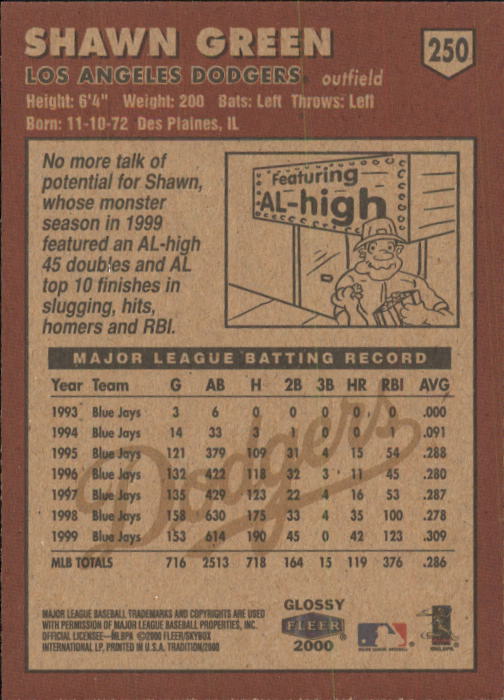 SHAWN GREEN
250
LOS ANGELES DODGERS outfield
Height: 6'4" Weight: 200 Bats: Left Throws: Left
Born: 11-10-72 Des Plaines, IL
No more talk of
potential for Shawn,
whose monster
season in 1999
featured an AL-high
45 doubles and AL
top 10 finishes in
slugging, hits,
homers and RBI.
Featuring
AL-high
MAJOR LEAGUE BATTING RECORD
Year Team G AB H 2B 3B HR RBI AVG
1993 Blue Jays 3 6 0 0 0 0 0 .000
1994 Blue Jays 14 33 3 1 0 0 1 .091
1995 Blue Jays 121 379 109 31 4 15 54 .288
1996 Blue Jays 132 422 118 32 3 11 45 .280
1997 Blue Jays 135 429 123 22 4 16 53 .287
1998 Blue Jays 158 630 175 33 4 35 100 .278
1999 Blue Jays 153 614 190 45 0 42 123 .309
MLB TOTALS 716 2513 718 164 15 119 376 .286
Dodgers
MAJOR LEAGUE BASEBALL TRADEMARKS AND COPYRIGHTS ARE USED
WITH PERMISSION OF MAJOR LEAGUE BASEBALL PROPERTIES, INC.
OFFICIAL LICENSEE—MLBPA ©2000 FLEER/SKYBOX
INTERNATIONAL LP, PRINTED IN U.S.A. TRADITION/2000
GLOSSY
FLEER
2000